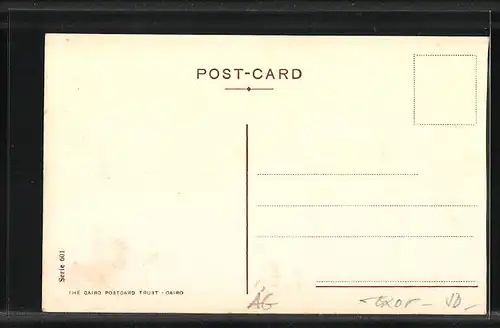 POST-CARD
Serie 601
THE CAIRO POSTCARD TRUST - CAIRO
ÄG